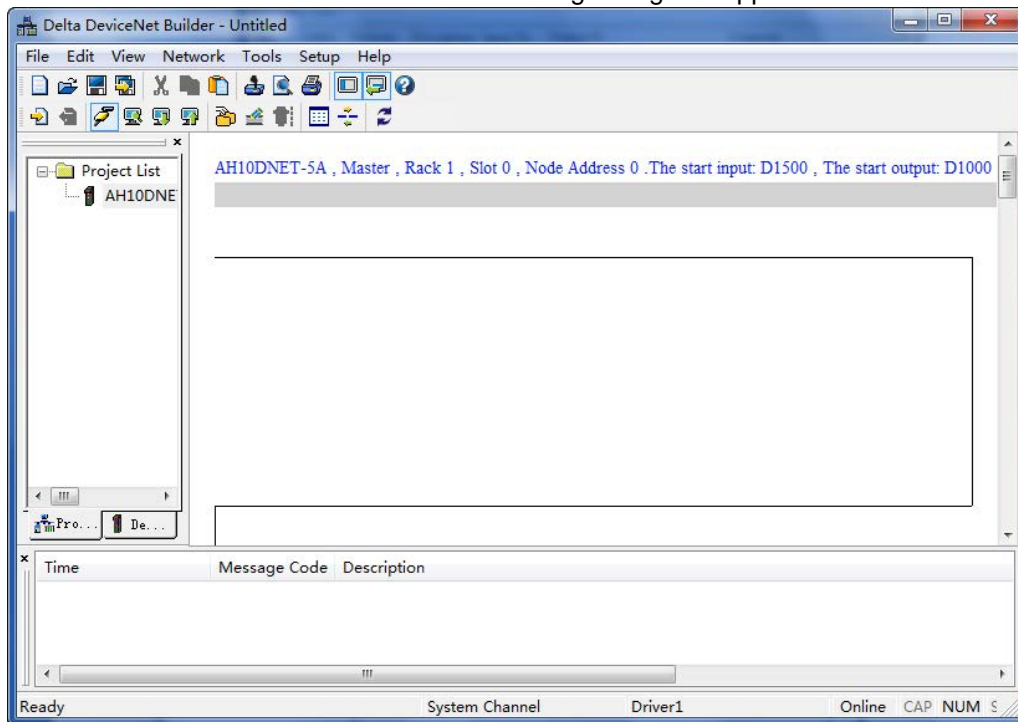 Delta DeviceNet Builder - Untitled
File Edit View Network Tools Setup Help
Project List
AH10DNE
AH10DNET-5A , Master , Rack 1 , Slot 0 , Node Address 0 .The start input: D1500 , The start output: D1000
Pro... De...
Time Message Code Description
Ready System Channel Driver1 Online CAP NUM S